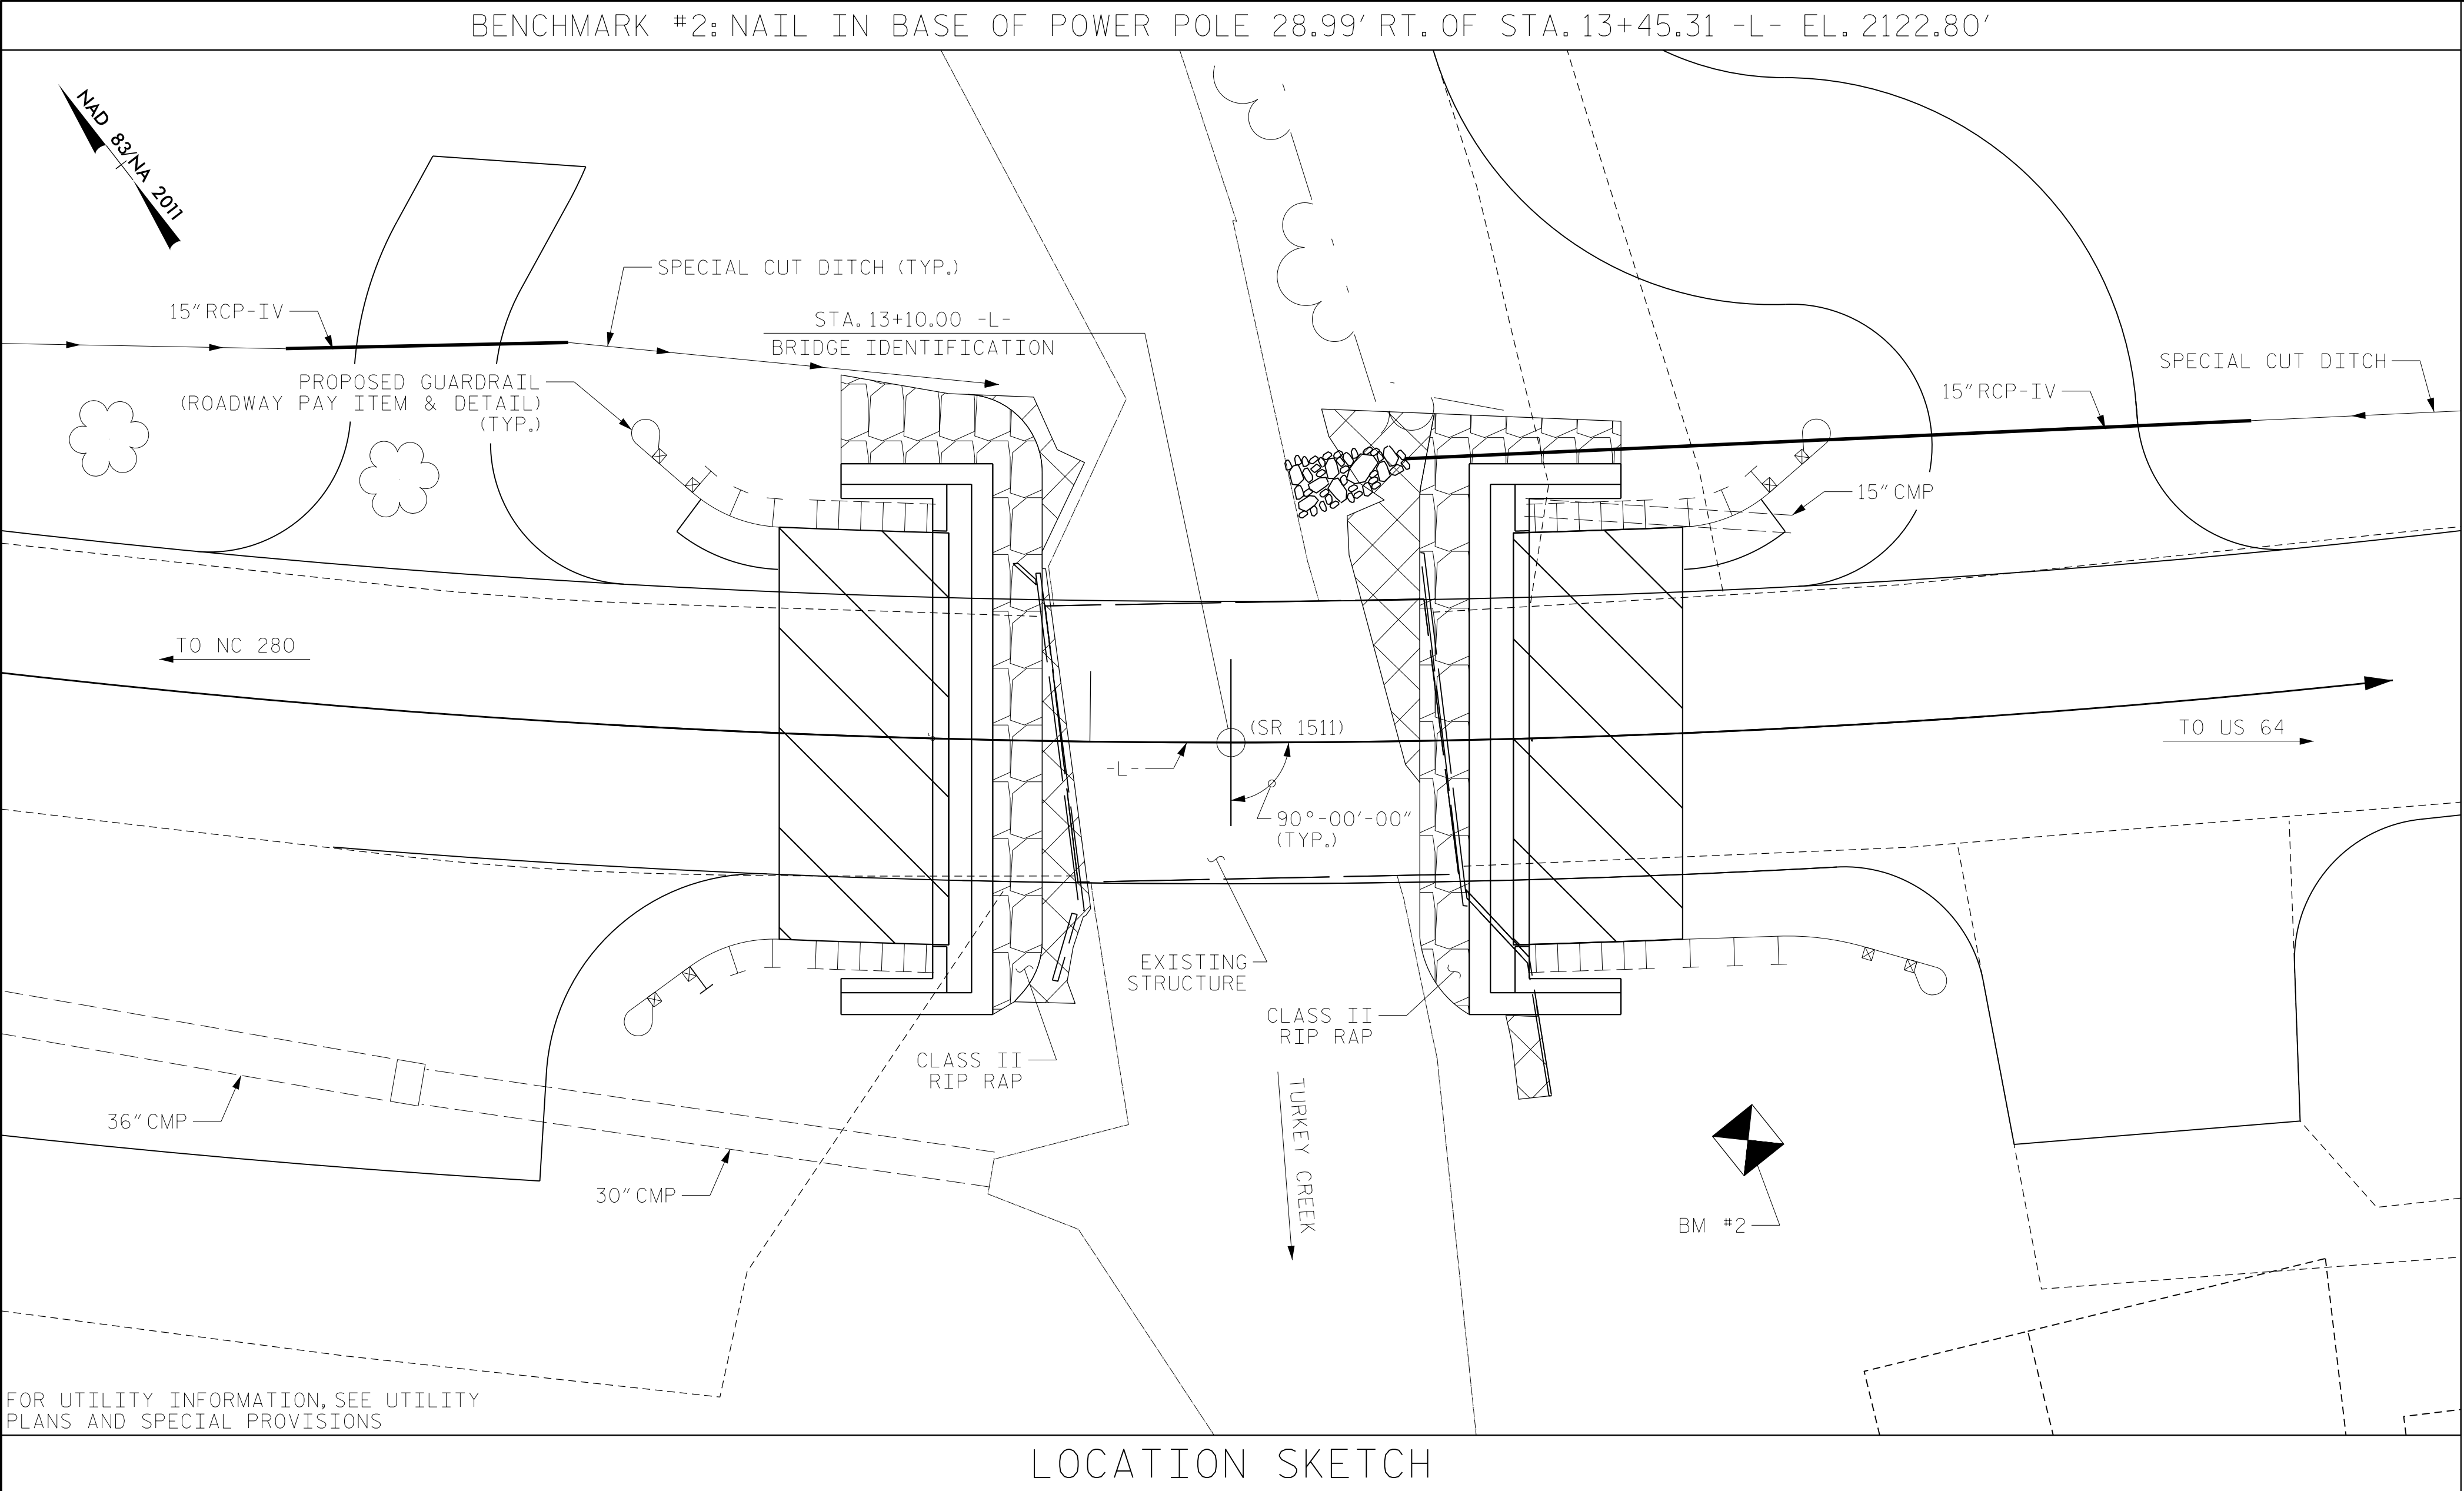 BENCHMARK #2: NAIL IN BASE OF POWER POLE 28.99' RT. OF STA. 13+45.31 -L- EL. 2122.80'
NAD 83/NA 2011
SPECIAL CUT DITCH (TYP.)
15" RCP-IV
STA. 13+10.00 -L-
BRIDGE IDENTIFICATION
PROPOSED GUARDRAIL
(ROADWAY PAY ITEM & DETAIL)
(TYP.)
SPECIAL CUT DITCH
15" RCP-IV
15" CMP
TO NC 280
(SR 1511)
TO US 64
-L-
90°-00'-00"
(TYP.)
EXISTING
STRUCTURE
CLASS II
RIP RAP
CLASS II
RIP RAP
TURKEY CREEK
36" CMP
30" CMP
BM #2
FOR UTILITY INFORMATION, SEE UTILITY
PLANS AND SPECIAL PROVISIONS
LOCATION SKETCH